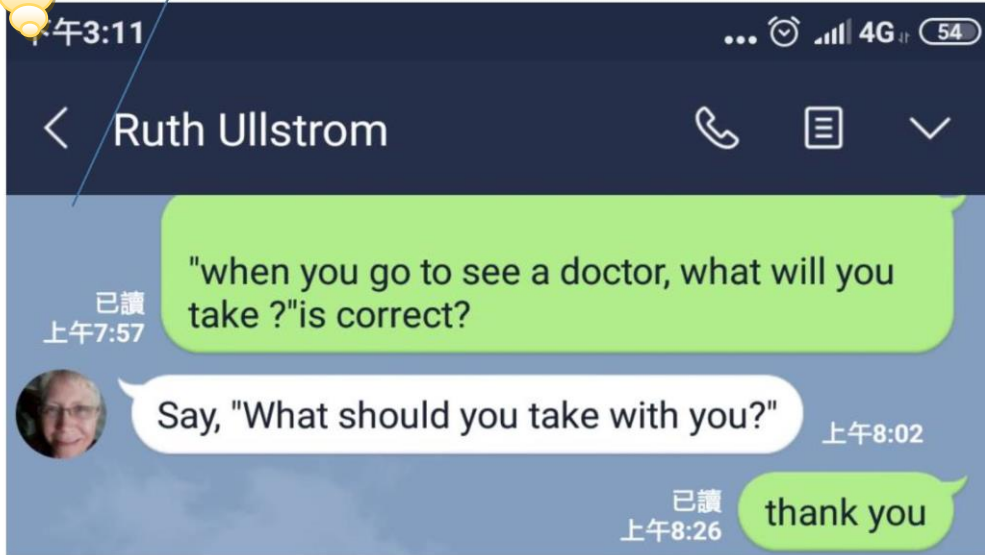 下午3:11
4G
54
Ruth Ullstrom
"when you go to see a doctor, what will you
take ?"is correct?
已讀
上午7:57
Say, "What should you take with you?"
上午8:02
已讀
上午8:26
thank you